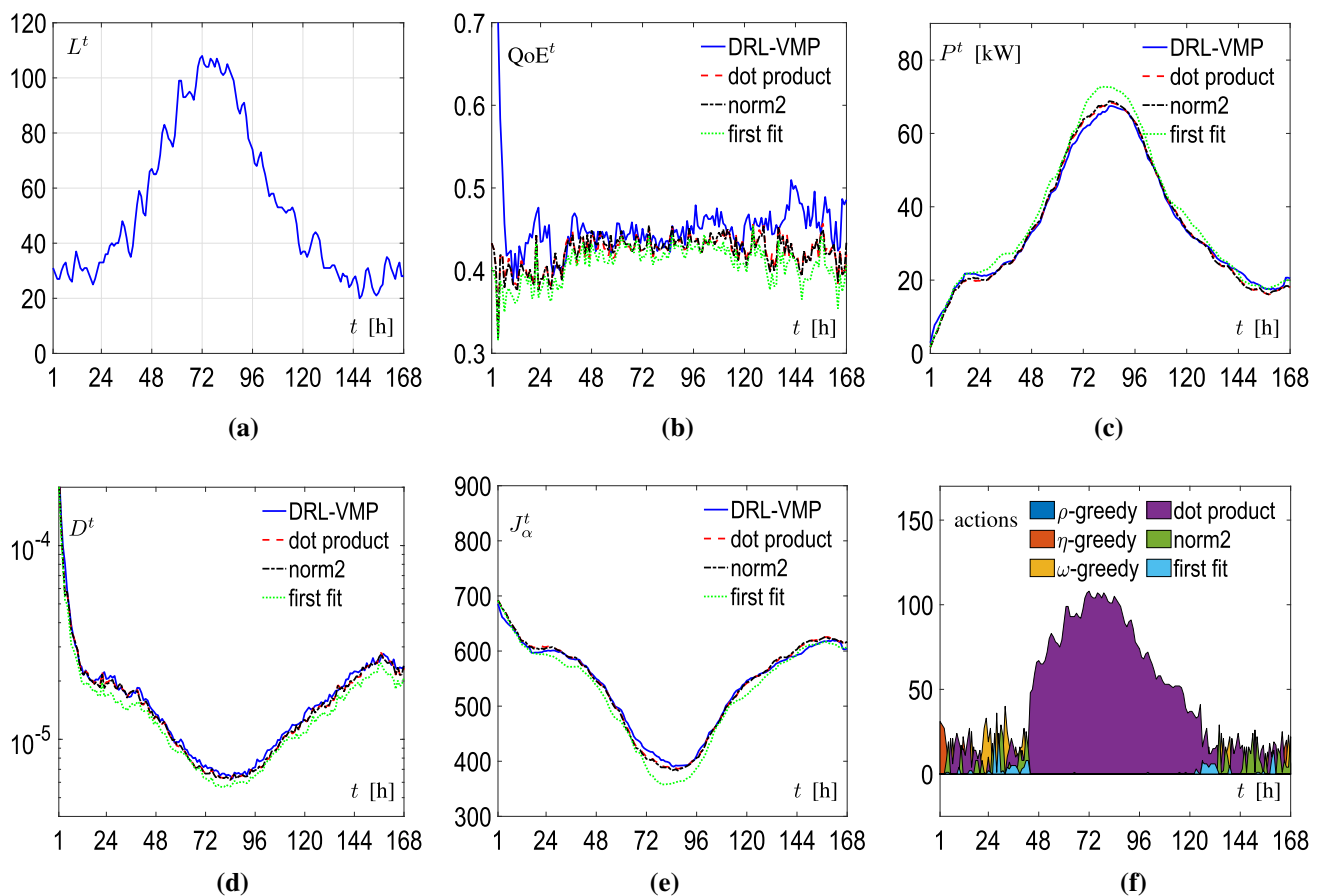 L^t
120
100
80
60
40
20
0
1 24 48 72 96 120 144 168
t [h]
(a)
QoE^t
DRL-VMP
dot product
norm2
first fit
0.7
0.6
0.5
0.4
0.3
1 24 48 72 96 120 144 168
t [h]
(b)
P^t [kW]
DRL-VMP
dot product
norm2
first fit
80
60
40
20
0
1 24 48 72 96 120 144 168
t [h]
(c)
D^t
DRL-VMP
dot product
norm2
first fit
10^-4
10^-5
1 24 48 72 96 120 144 168
t [h]
(d)
J_α^t
DRL-VMP
dot product
norm2
first fit
900
800
700
600
500
400
300
1 24 48 72 96 120 144 168
t [h]
(e)
actions
ρ-greedy
η-greedy
ω-greedy
dot product
norm2
first fit
150
100
50
0
1 24 48 72 96 120 144 168
t [h]
(f)